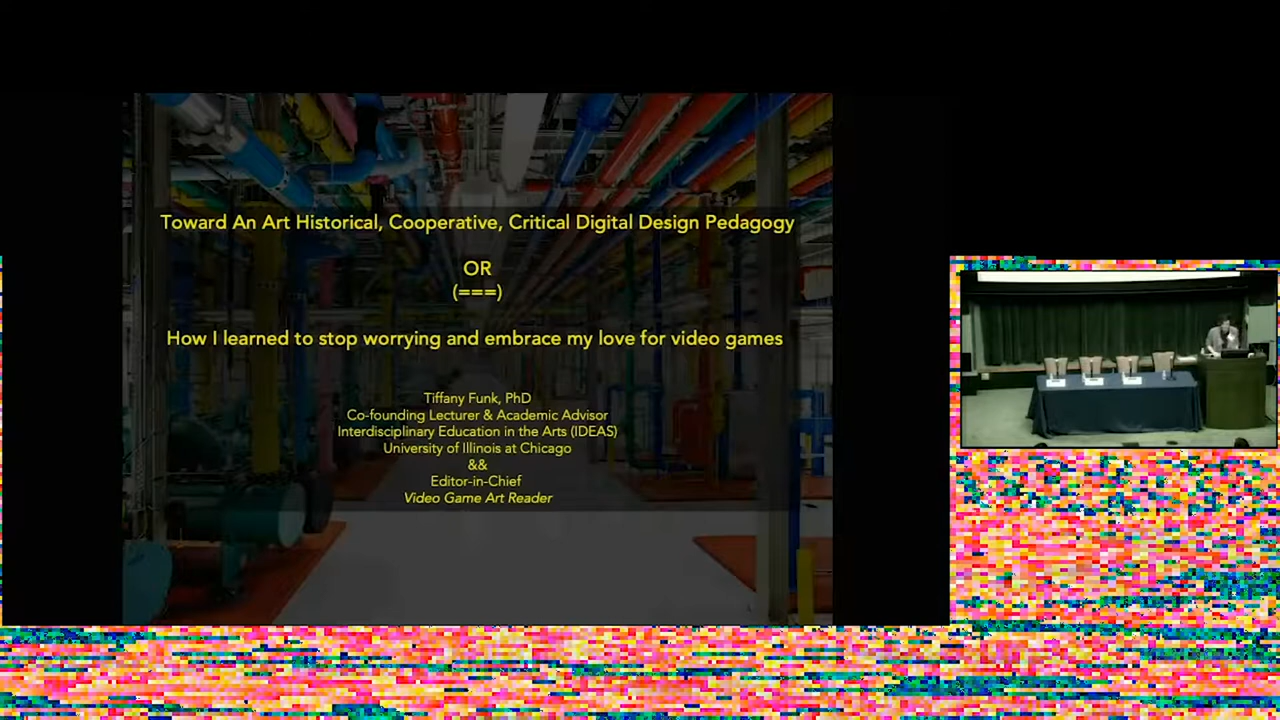 Toward An Art Historical, Cooperative, Critical Digital Design Pedagogy
OR
(===)
How I learned to stop worrying and embrace my love for video games
Tiffany Funk, PhD
Co-founding Lecturer & Academic Advisor
Interdisciplinary Education in the Arts (IDEAS)
University of Illinois at Chicago
&&
Editor-in-Chief
Video Game Art Reader